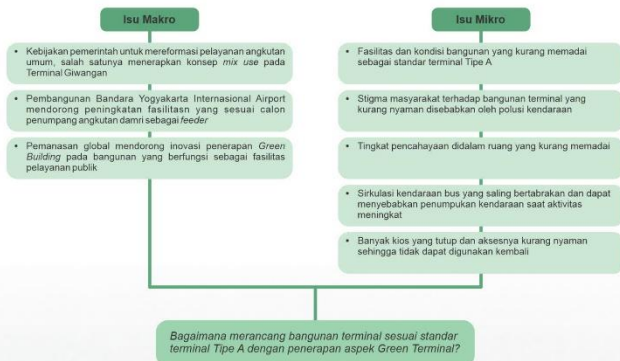 Isu Makro
• Kebijakan pemerintah untuk mereformasi pelayanan angkutan
umum, salah satunya menerapkan konsep mix use pada
Terminal Giwangan
• Pembangunan Bandara Yogyakarta Internasional Airport
mendorong peningkatan fasilitasn yang sesuai calon
penumpang angkutan damri sebagai feeder
• Pemanasan global mendorong inovasi penerapan Green
Building pada bangunan yang berfungsi sebagai fasilitas
pelayanan publik
Isu Mikro
• Fasilitas dan kondisi bangunan yang kurang memadai
sebagai standar terminal Tipe A
• Stigma masyarakat terhadap bangunan terminal yang
kurang nyaman disebabkan oleh polusi kendaraan
• Tingkat pencahayaan didalam ruang yang kurang memadai
• Sirkulasi kendaraan bus yang saling bertabrakan dan dapat
menyebabkan penumpukan kendaraan saat aktivitas
meningkat
• Banyak kios yang tutup dan aksesnya kurang nyaman
sehingga tidak dapat digunakan kembali
Bagaimana merancang bangunan terminal sesuai standar
terminal Tipe A dengan penerapan aspek Green Terminal?